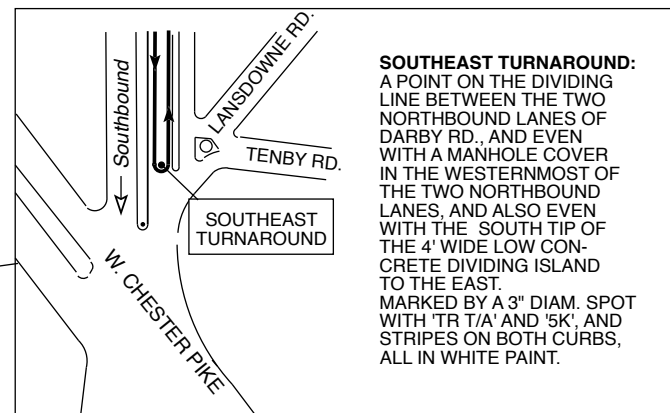 Southbound
LANSDOWNE RD.
TENBY RD.
SOUTHEAST
TURNAROUND
W. CHESTER PIKE
SOUTHEAST TURNAROUND:
A POINT ON THE DIVIDING
LINE BETWEEN THE TWO
NORTHBOUND LANES OF
DARBY RD., AND EVEN
WITH A MANHOLE COVER
IN THE WESTERNMOST OF
THE TWO NORTHBOUND
LANES, AND ALSO EVEN
WITH THE SOUTH TIP OF
THE 4' WIDE LOW CON-
CRETE DIVIDING ISLAND
TO THE EAST.
MARKED BY A 3" DIAM. SPOT
WITH 'TR T/A' AND '5K', AND
STRIPES ON BOTH CURBS,
ALL IN WHITE PAINT.